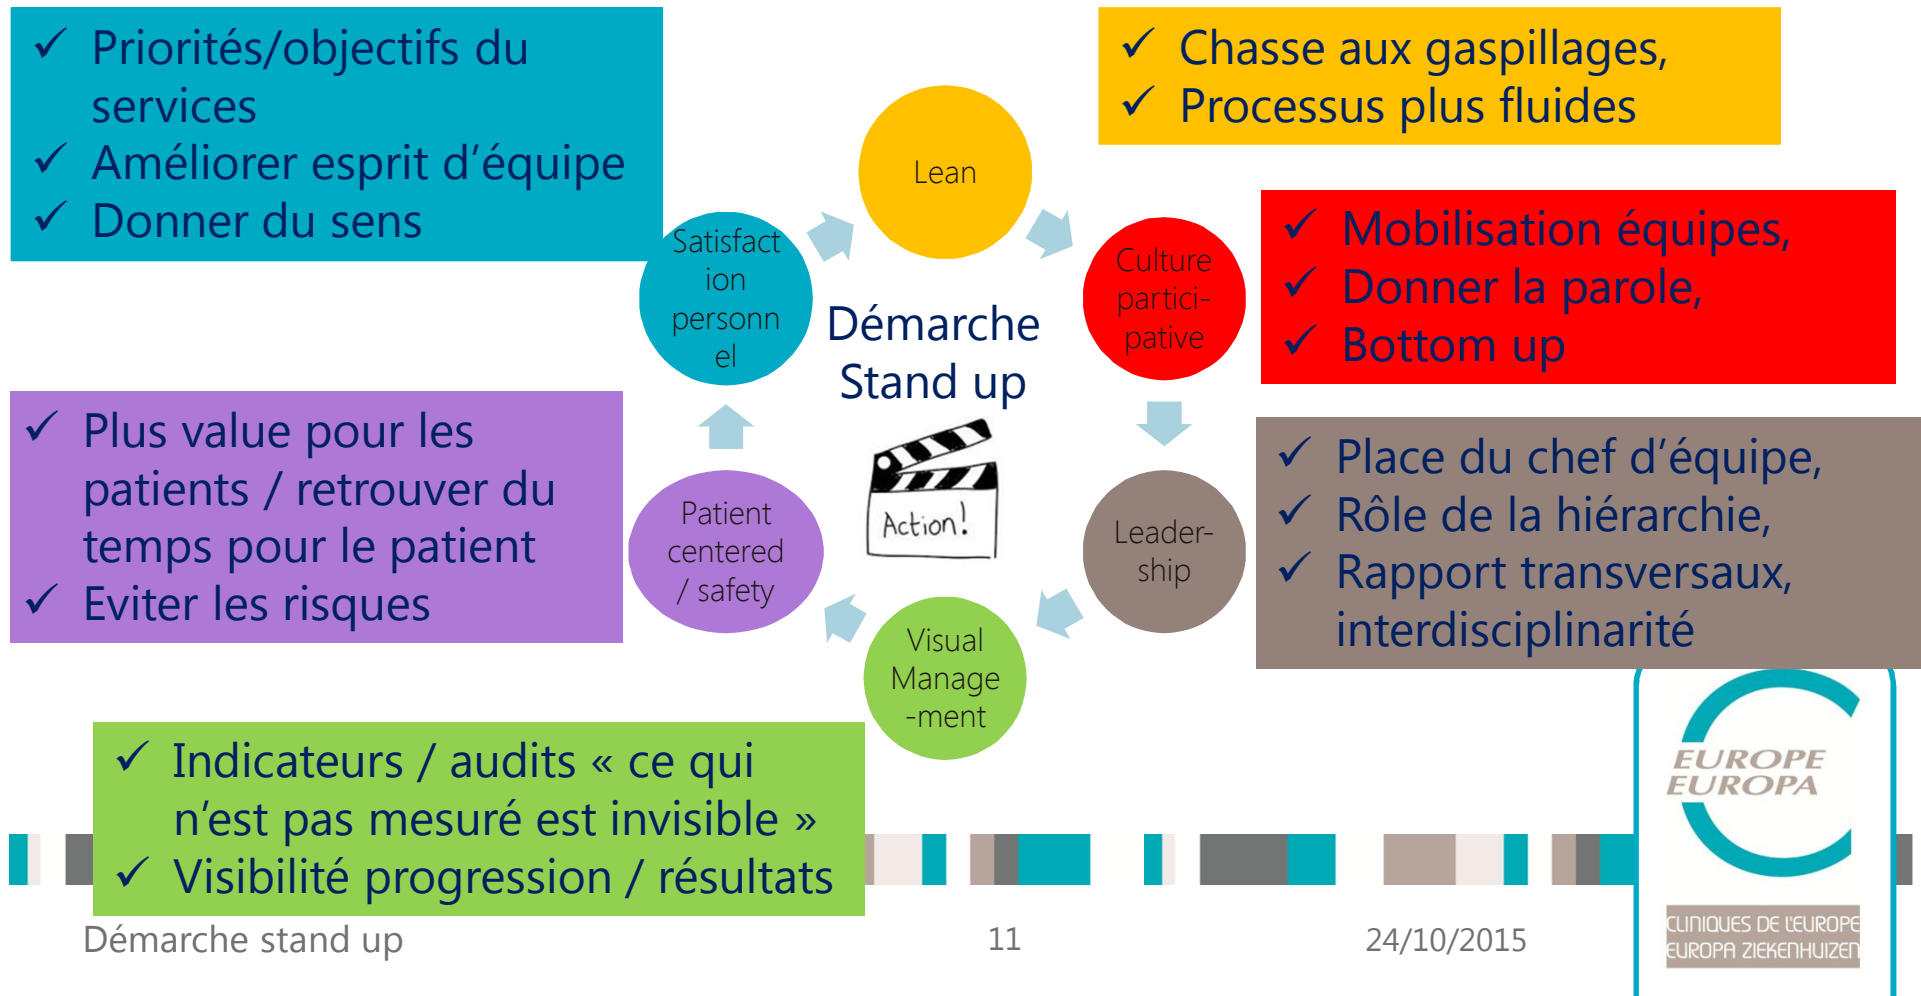 ✓ Priorités/objectifs du
services
✓ Améliorer esprit d'équipe
✓ Donner du sens
✓ Chasse aux gaspillages,
✓ Processus plus fluides
Lean
✓ Mobilisation équipes,
✓ Donner la parole,
✓ Bottom up
Satisfact
ion
personn
el
Culture
partici-
pative
Démarche
Stand up
✓ Plus value pour les
patients / retrouver du
temps pour le patient
✓ Eviter les risques
Patient
centered
/ safety
Action!
Leader-
ship
✓ Place du chef d'équipe,
✓ Rôle de la hiérarchie,
✓ Rapport transversaux,
interdisciplinarité
Visual
Manage
-ment
✓ Indicateurs / audits « ce qui
n'est pas mesuré est invisible »
✓ Visibilité progression / résultats
EUROPE
EUROPA
CLINIQUES DE L'EUROPE
EUROPA ZIEKENHUIZEN
Démarche stand up
11
24/10/2015